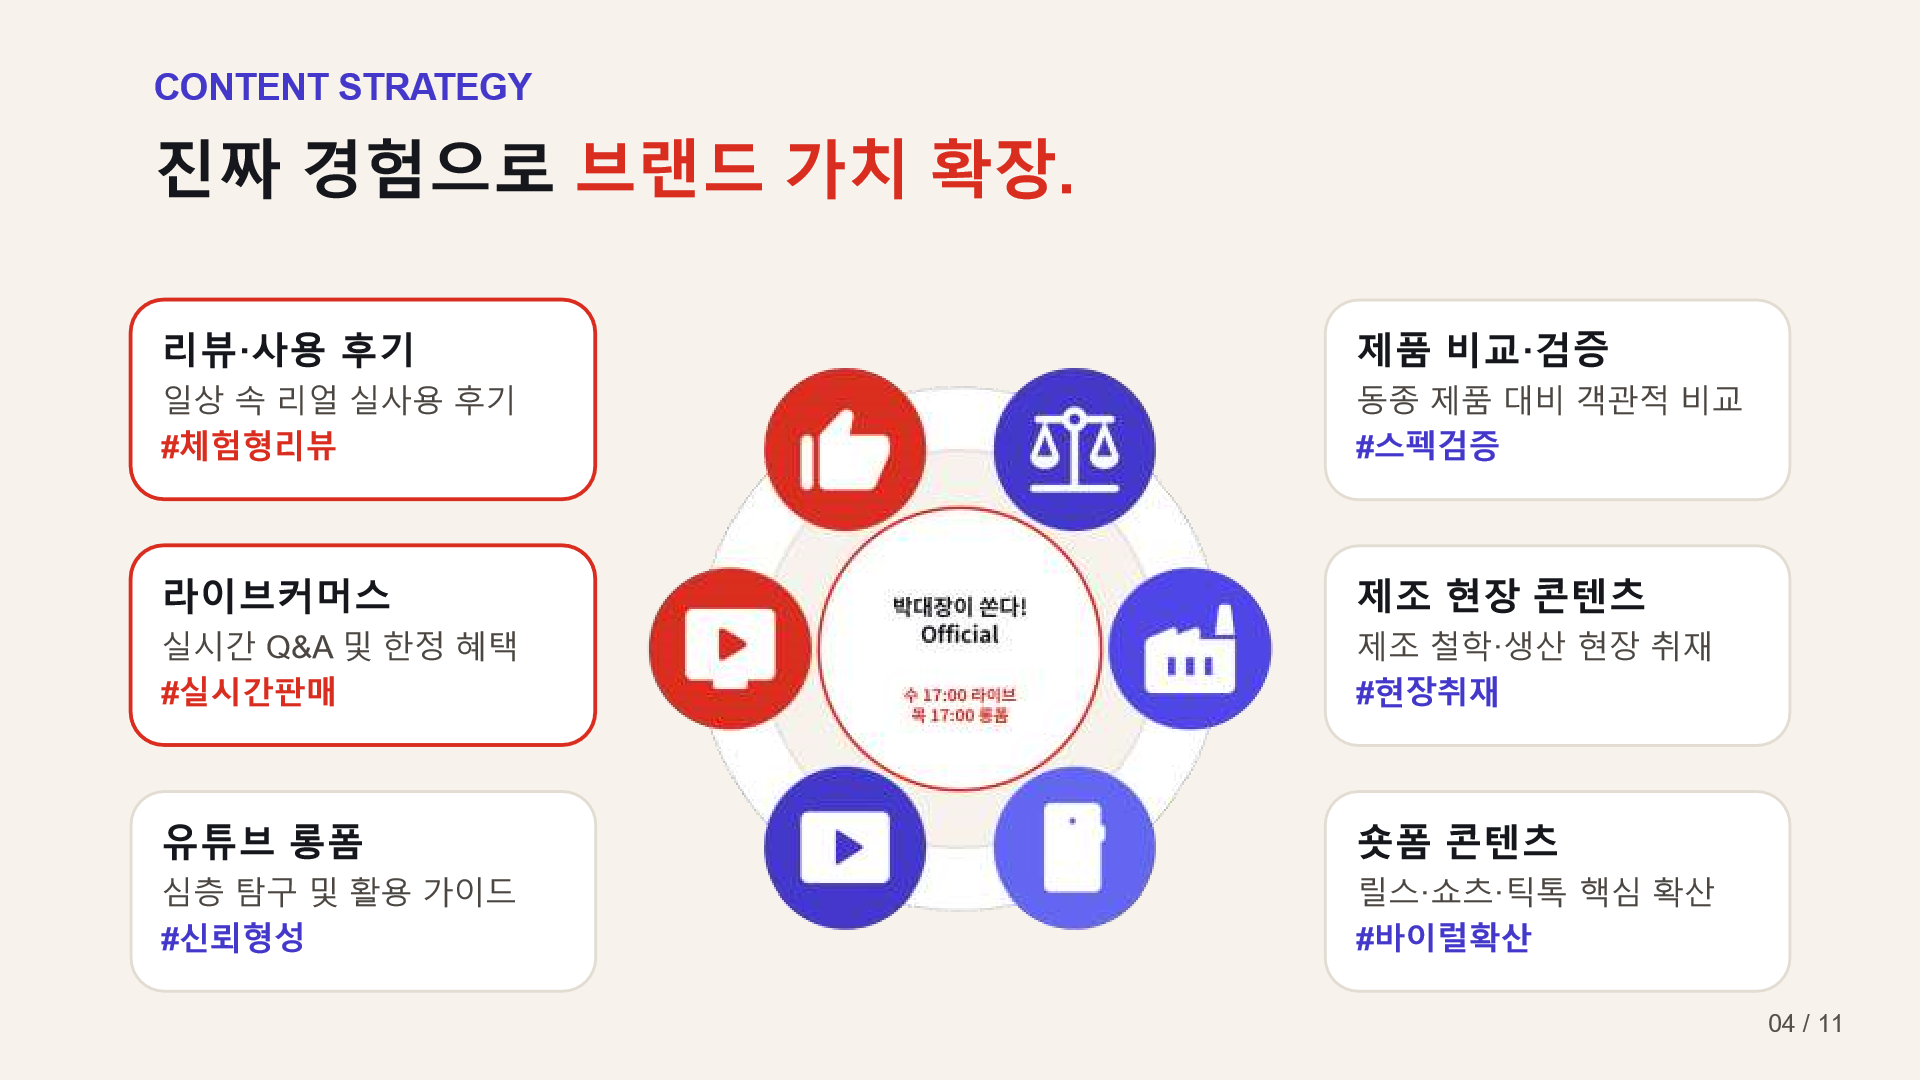 CONTENT STRATEGY
진짜 경험으로 브랜드 가치 확장.
리뷰·사용 후기
일상 속 리얼 실사용 후기
#체험형리뷰
라이브커머스
실시간 Q&A 및 한정 혜택
#실시간판매
유튜브 롱폼
심층 탐구 및 활용 가이드
#신뢰형성
박대장이 쏜다!
Official
수 17:00 라이브
목 17:00 롱폼
제품 비교·검증
동종 제품 대비 객관적 비교
#스펙검증
제조 현장 콘텐츠
제조 철학·생산 현장 취재
#현장취재
숏폼 콘텐츠
릴스·쇼츠·틱톡 핵심 확산
#바이럴확산
04 / 11